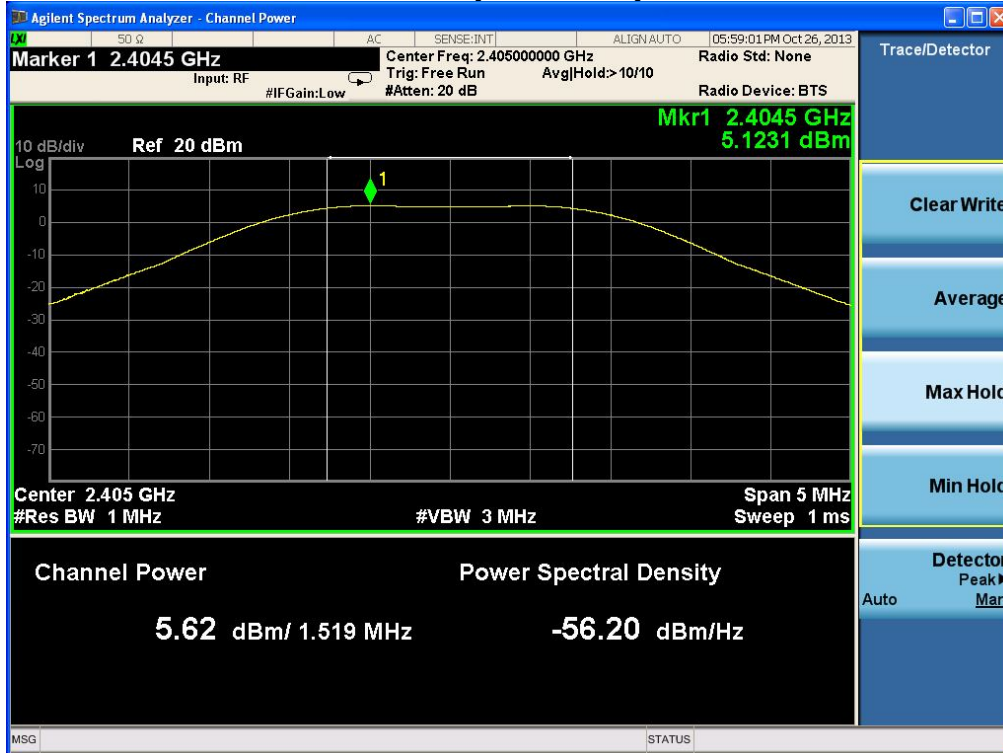 Agilent Spectrum Analyzer - Channel Power
LXI 50 Ω AC SENSE:INT ALIGN AUTO 05:59:01 PM Oct 26, 2013
Marker 1 2.4045 GHz
Input: RF
#IFGain:Low
Center Freq: 2.405000000 GHz
Trig: Free Run Avg|Hold:>10/10
#Atten: 20 dB
Radio Std: None
Radio Device: BTS
Mkr1 2.4045 GHz
5.1231 dBm
10 dB/div Ref 20 dBm
Log
10
0
-10
-20
-30
-40
-50
-60
-70
1
Center 2.405 GHz Span 5 MHz
#Res BW 1 MHz #VBW 3 MHz Sweep 1 ms
Channel Power Power Spectral Density
5.62 dBm/ 1.519 MHz -56.20 dBm/Hz
MSG STATUS
Trace/Detector
Clear Write
Average
Max Hold
Min Hold
Detector
Peak
Auto Man